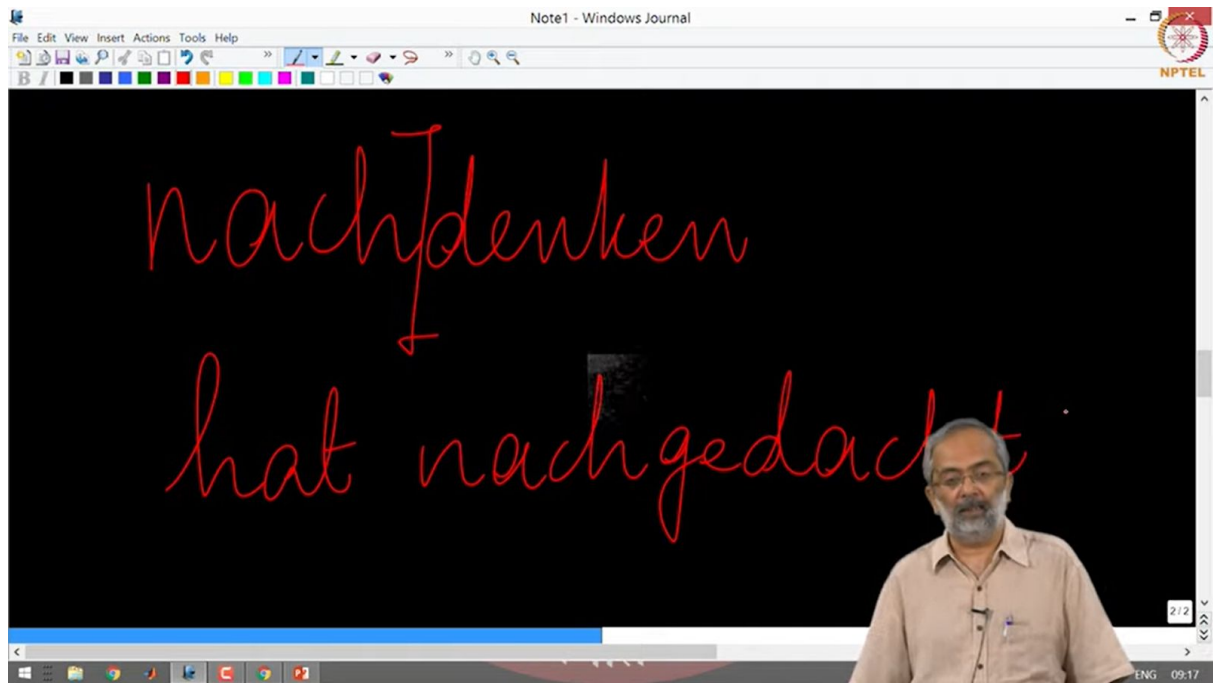 Note1 - Windows Journal
File Edit View Insert Actions Tools Help
B I
NPTEL
nach|denken
hat nachgedacht
2/2
ENG 09:17